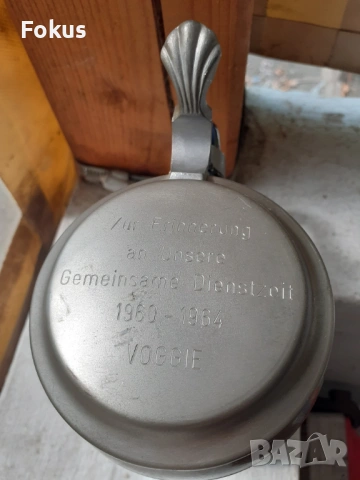 Fokus
Zur Erinnerung
an Unsere
Gemeinsame Dienstzeit
1960-1964
VOGGIE
BAZAR